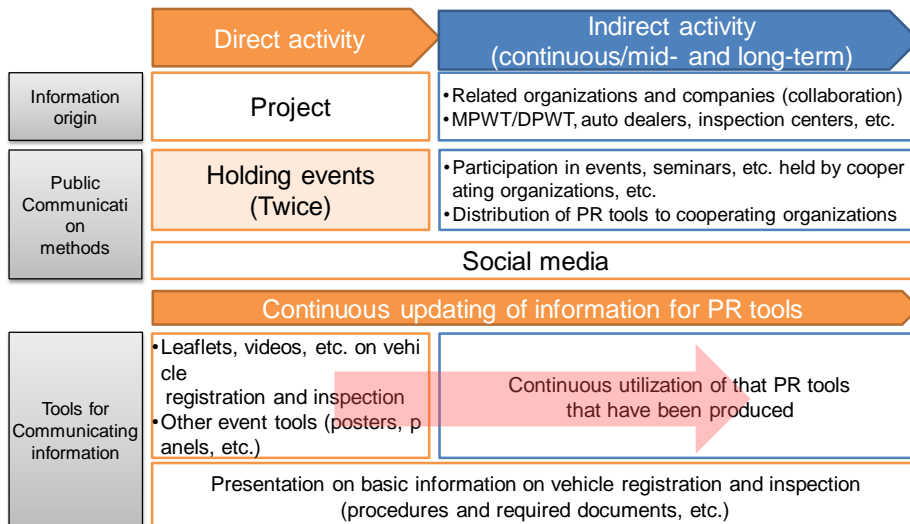 Direct activity
Indirect activity
(continuous/mid- and long-term)
Information
origin
Project
•Related organizations and companies (collaboration)
•MPWT/DPWT, auto dealers, inspection centers, etc.
Public
Communicati
on
methods
Holding events
(Twice)
•Participation in events, seminars, etc. held by cooper
ating organizations, etc.
•Distribution of PR tools to cooperating organizations
Social media
Continuous updating of information for PR tools
Tools for
Communicating
information
•Leaflets, videos, etc. on vehi
cle
registration and inspection
•Other event tools (posters, p
anels, etc.)
Continuous utilization of that PR tools
that have been produced
Presentation on basic information on vehicle registration and inspection
(procedures and required documents, etc.)